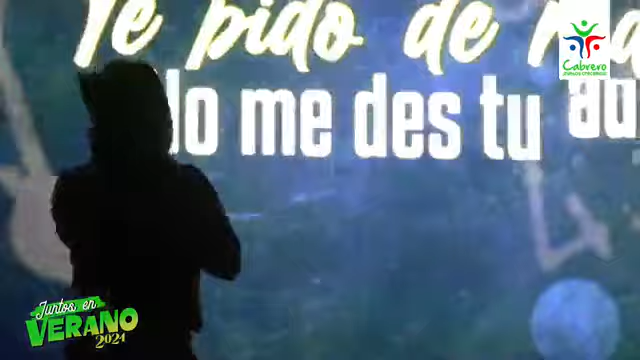 Te pido de
lo me des tu
Cabrero
Juntos en
VERANO
2024